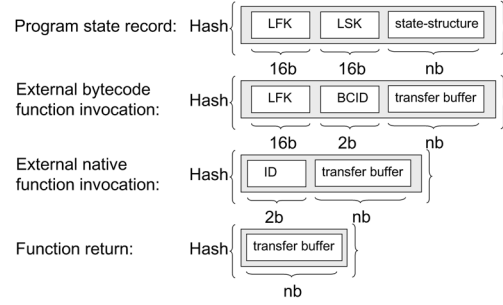 Program state record: Hash{ LFK LSK state-structure }
16b 16b nb
External bytecode
function invocation: Hash{ LFK BCID transfer buffer }
16b 2b nb
External native
function invocation: Hash{ ID transfer buffer }
2b nb
Function return: Hash{ transfer buffer }
nb